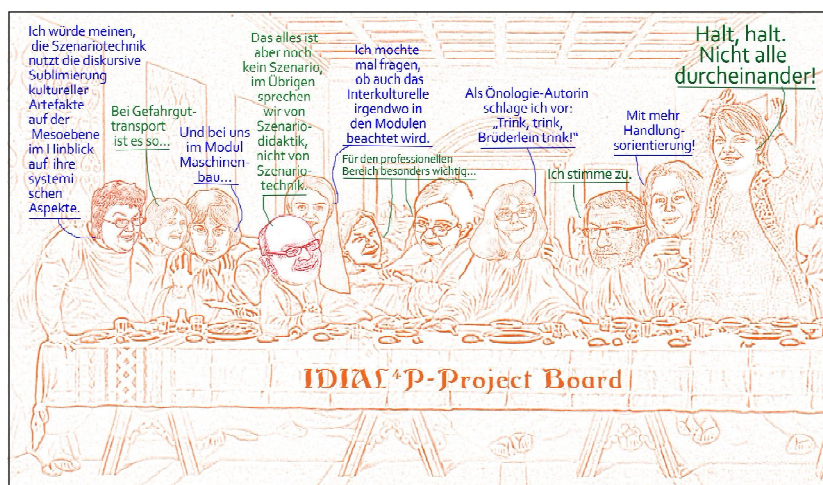 Ich würde meinen,
die Szenariotechnik
nutzt die diskursive
Sublimierung
kultureller
Artefakte
auf der
Mesoebene
im Hinblick
auf ihre
systemi
schen
Aspekte.
Bei Gefahrgut-
transport
ist es so...
Und bei uns
im Modul
Maschinen-
bau...
Das alles ist
aber noch
kein Szenario,
im Übrigen
sprechen
wir von
Szenario-
didaktik,
nicht von
Szenario-
technik.
Ich möchte
mal fragen,
ob auch das
Interkulturelle
irgendwo in
den Modulen
beachtet wird.
Für den professionellen
Bereich besonders wichtig...
Als Önologie-Autorin
schlage ich vor:
„Trink, trink,
Brüderlein trink!“
Ich stimme zu.
Mit mehr
Handlung-
sorientierung!
Halt, halt.
Nicht alle
durcheinander!
IDIAL4P-Project Board